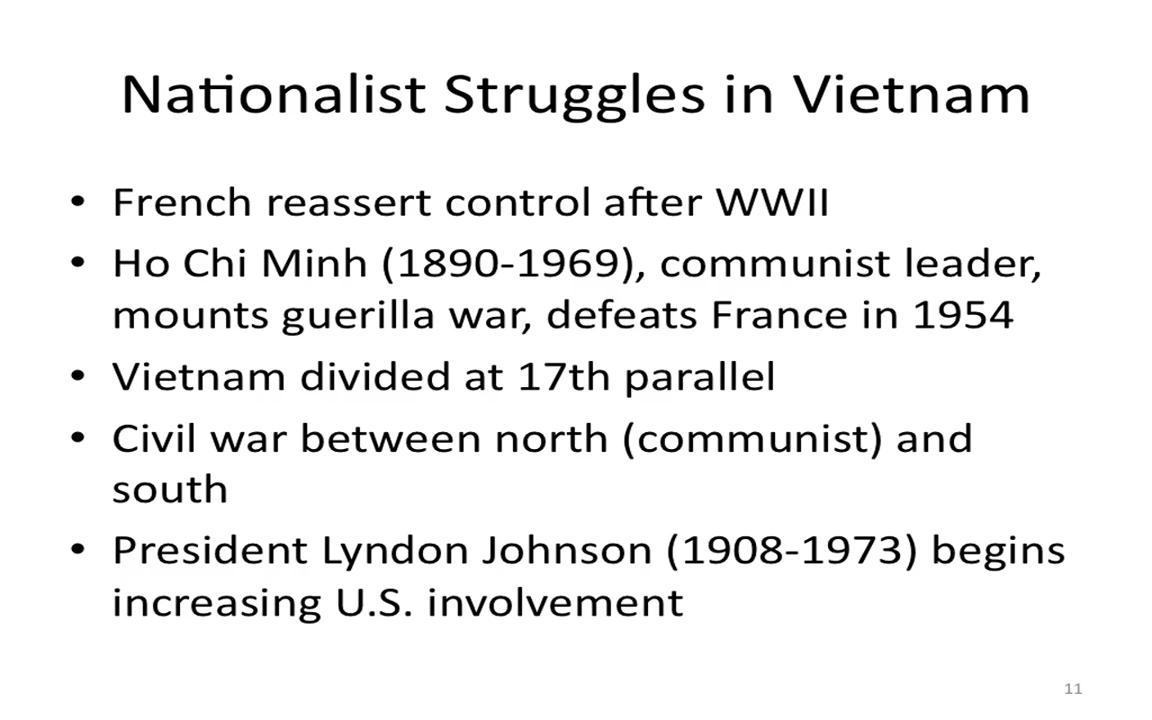 Nationalist Struggles in Vietnam
• French reassert control after WWII
• Ho Chi Minh (1890-1969), communist leader,
mounts guerilla war, defeats France in 1954
• Vietnam divided at 17th parallel
• Civil war between north (communist) and
south
• President Lyndon Johnson (1908-1973) begins
increasing U.S. involvement
11